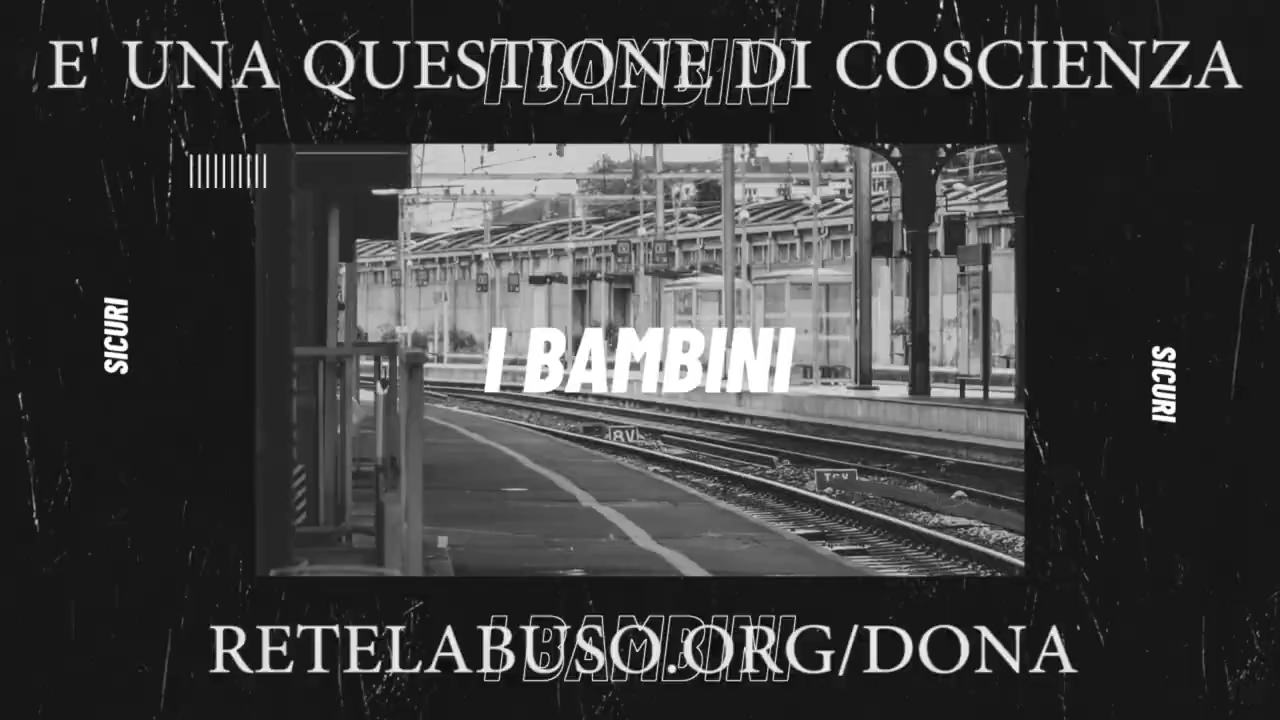 E' UNA QUESTIONE DI COSCIENZA
I BAMBINI
SICURI
I BAMBINI
SICURI
RETELABUSO.ORG/DONA
I BAMBINI